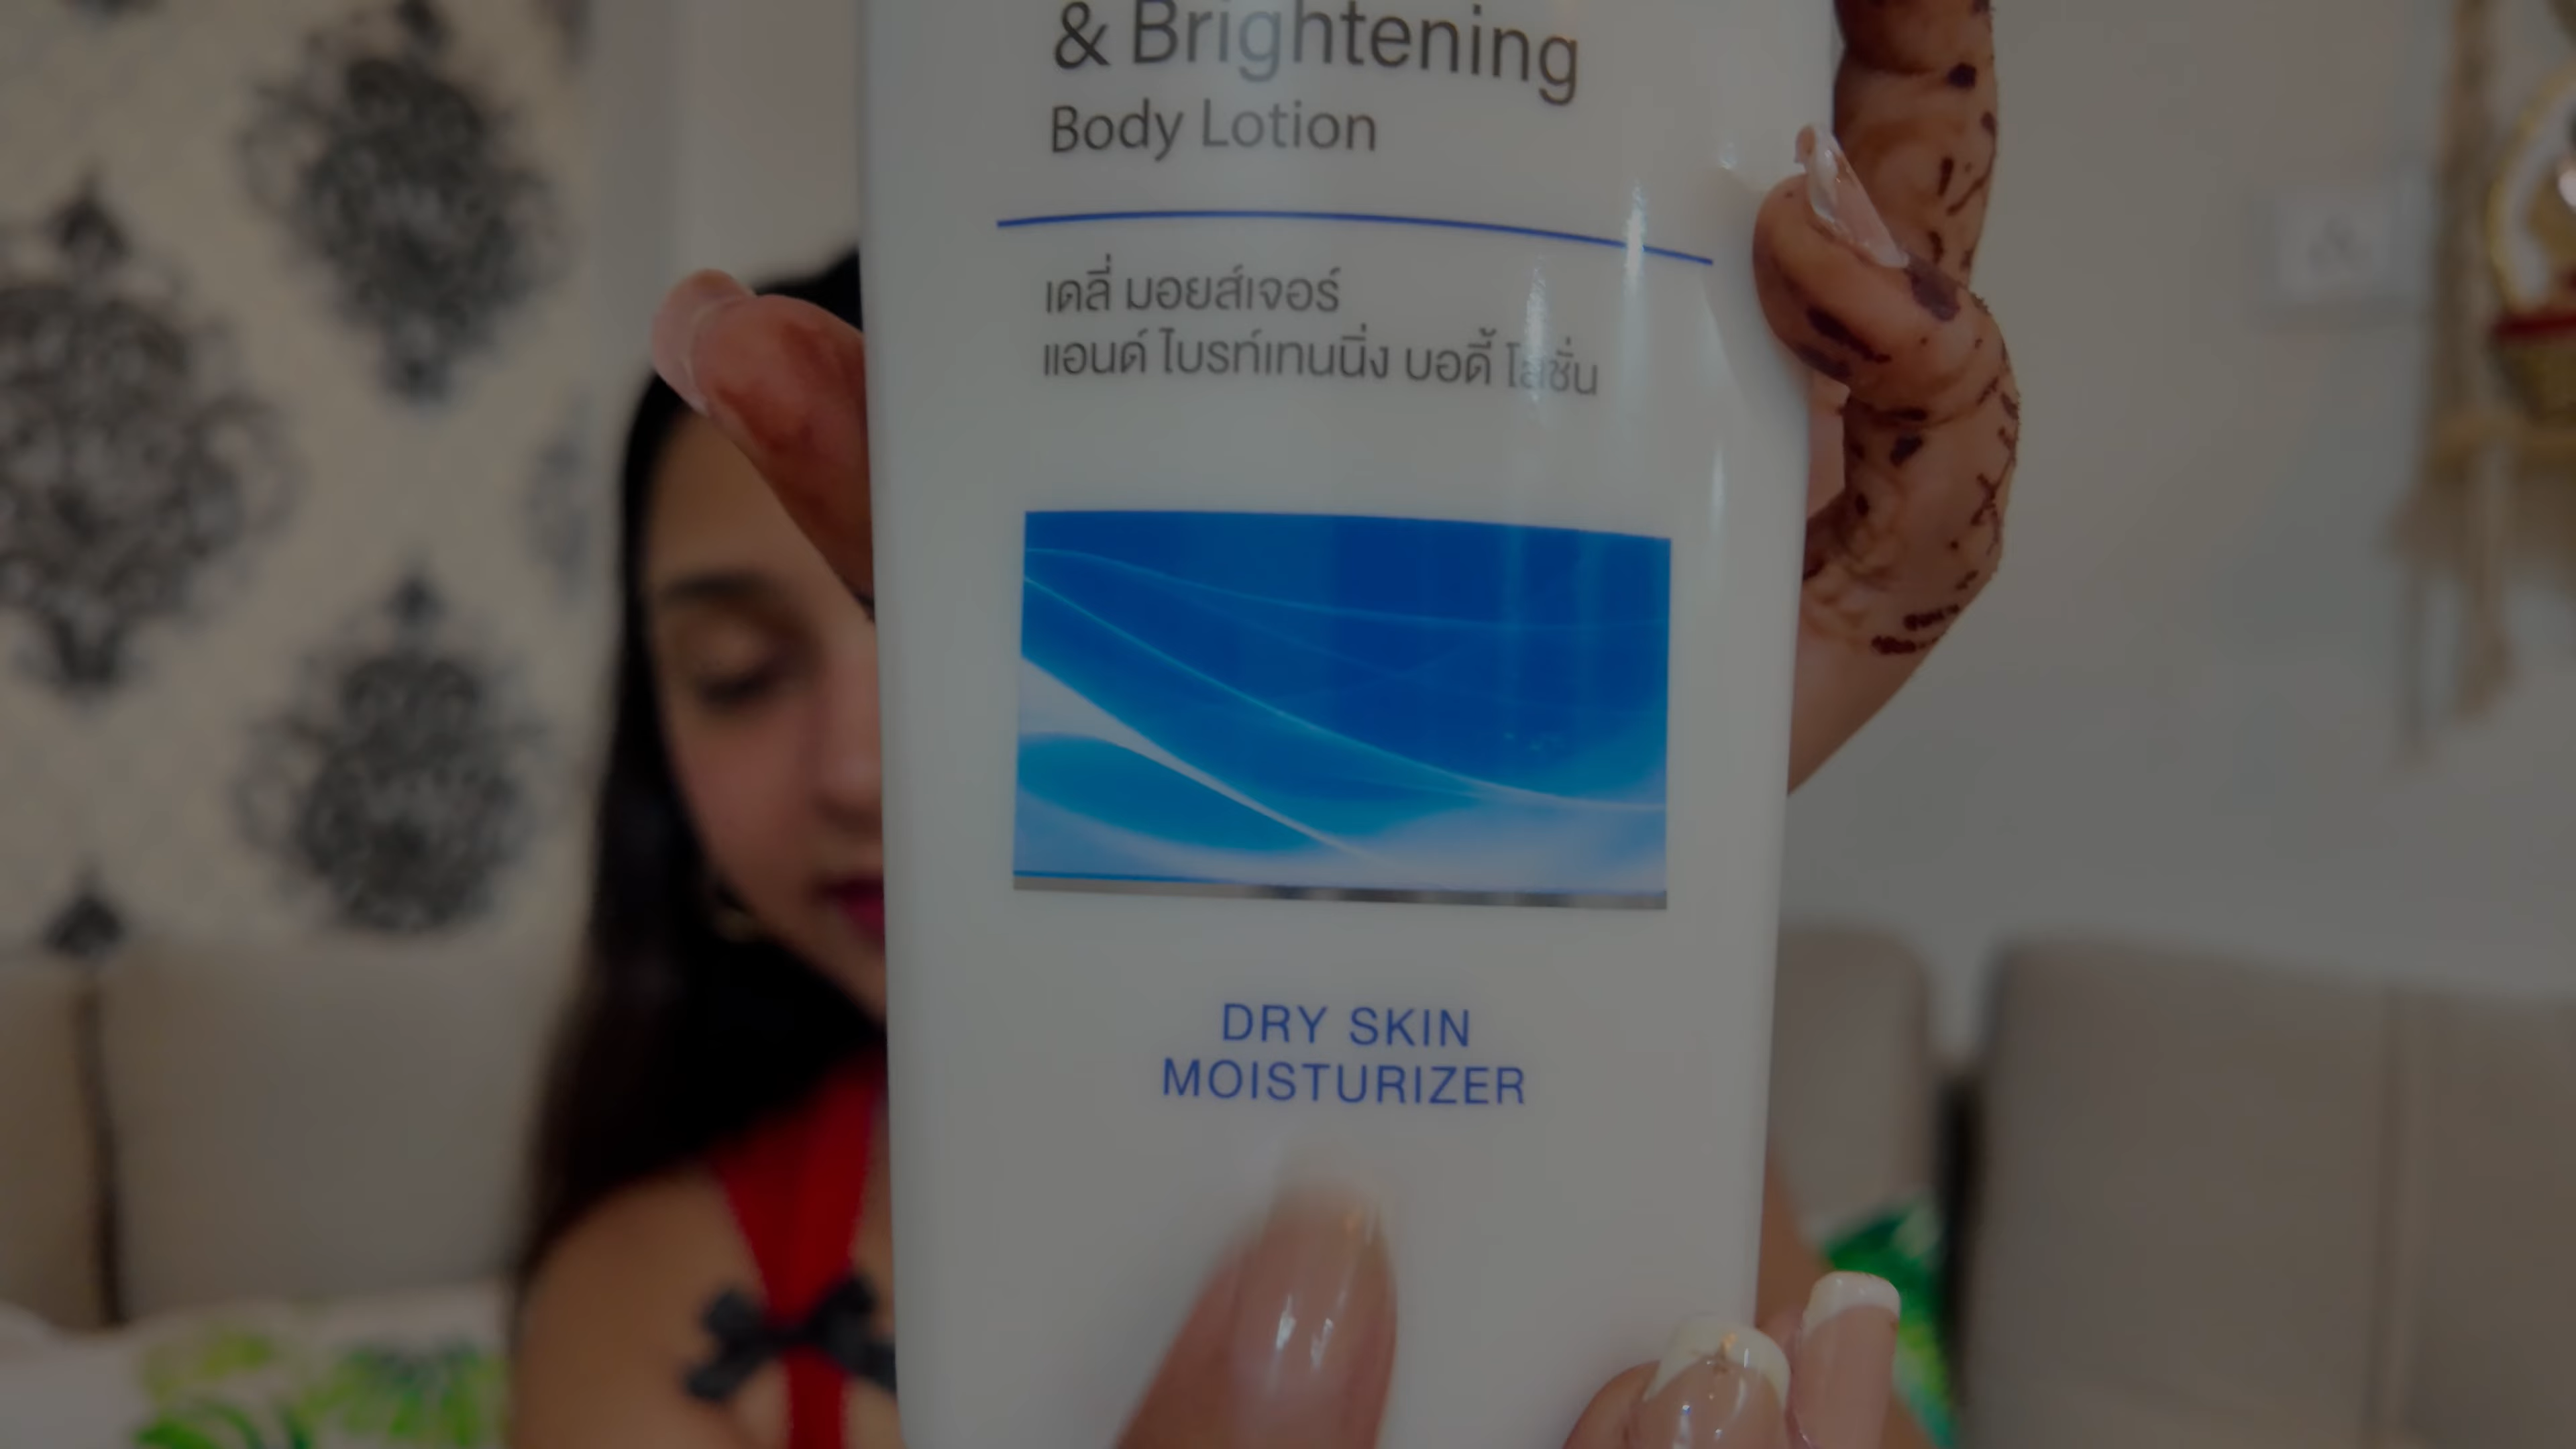 & Brightening
Body Lotion
เดลี่ มอยส์เจอร์
แอนด์ ไบรท์เทนนิ่ง บอดี้ โลชั่น
DRY SKIN
MOISTURIZER